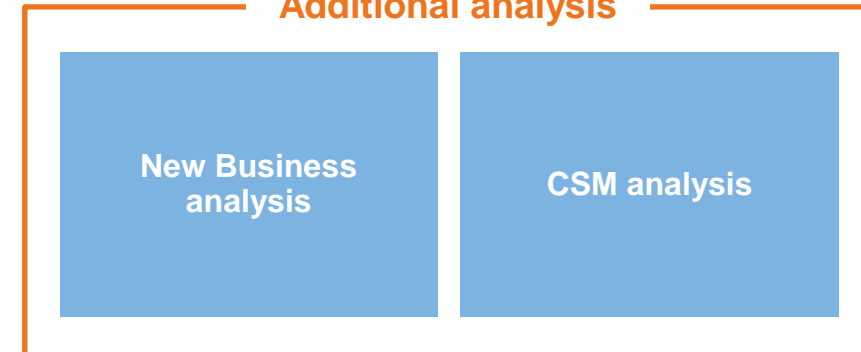 Additional analysis
New Business
analysis
CSM analysis